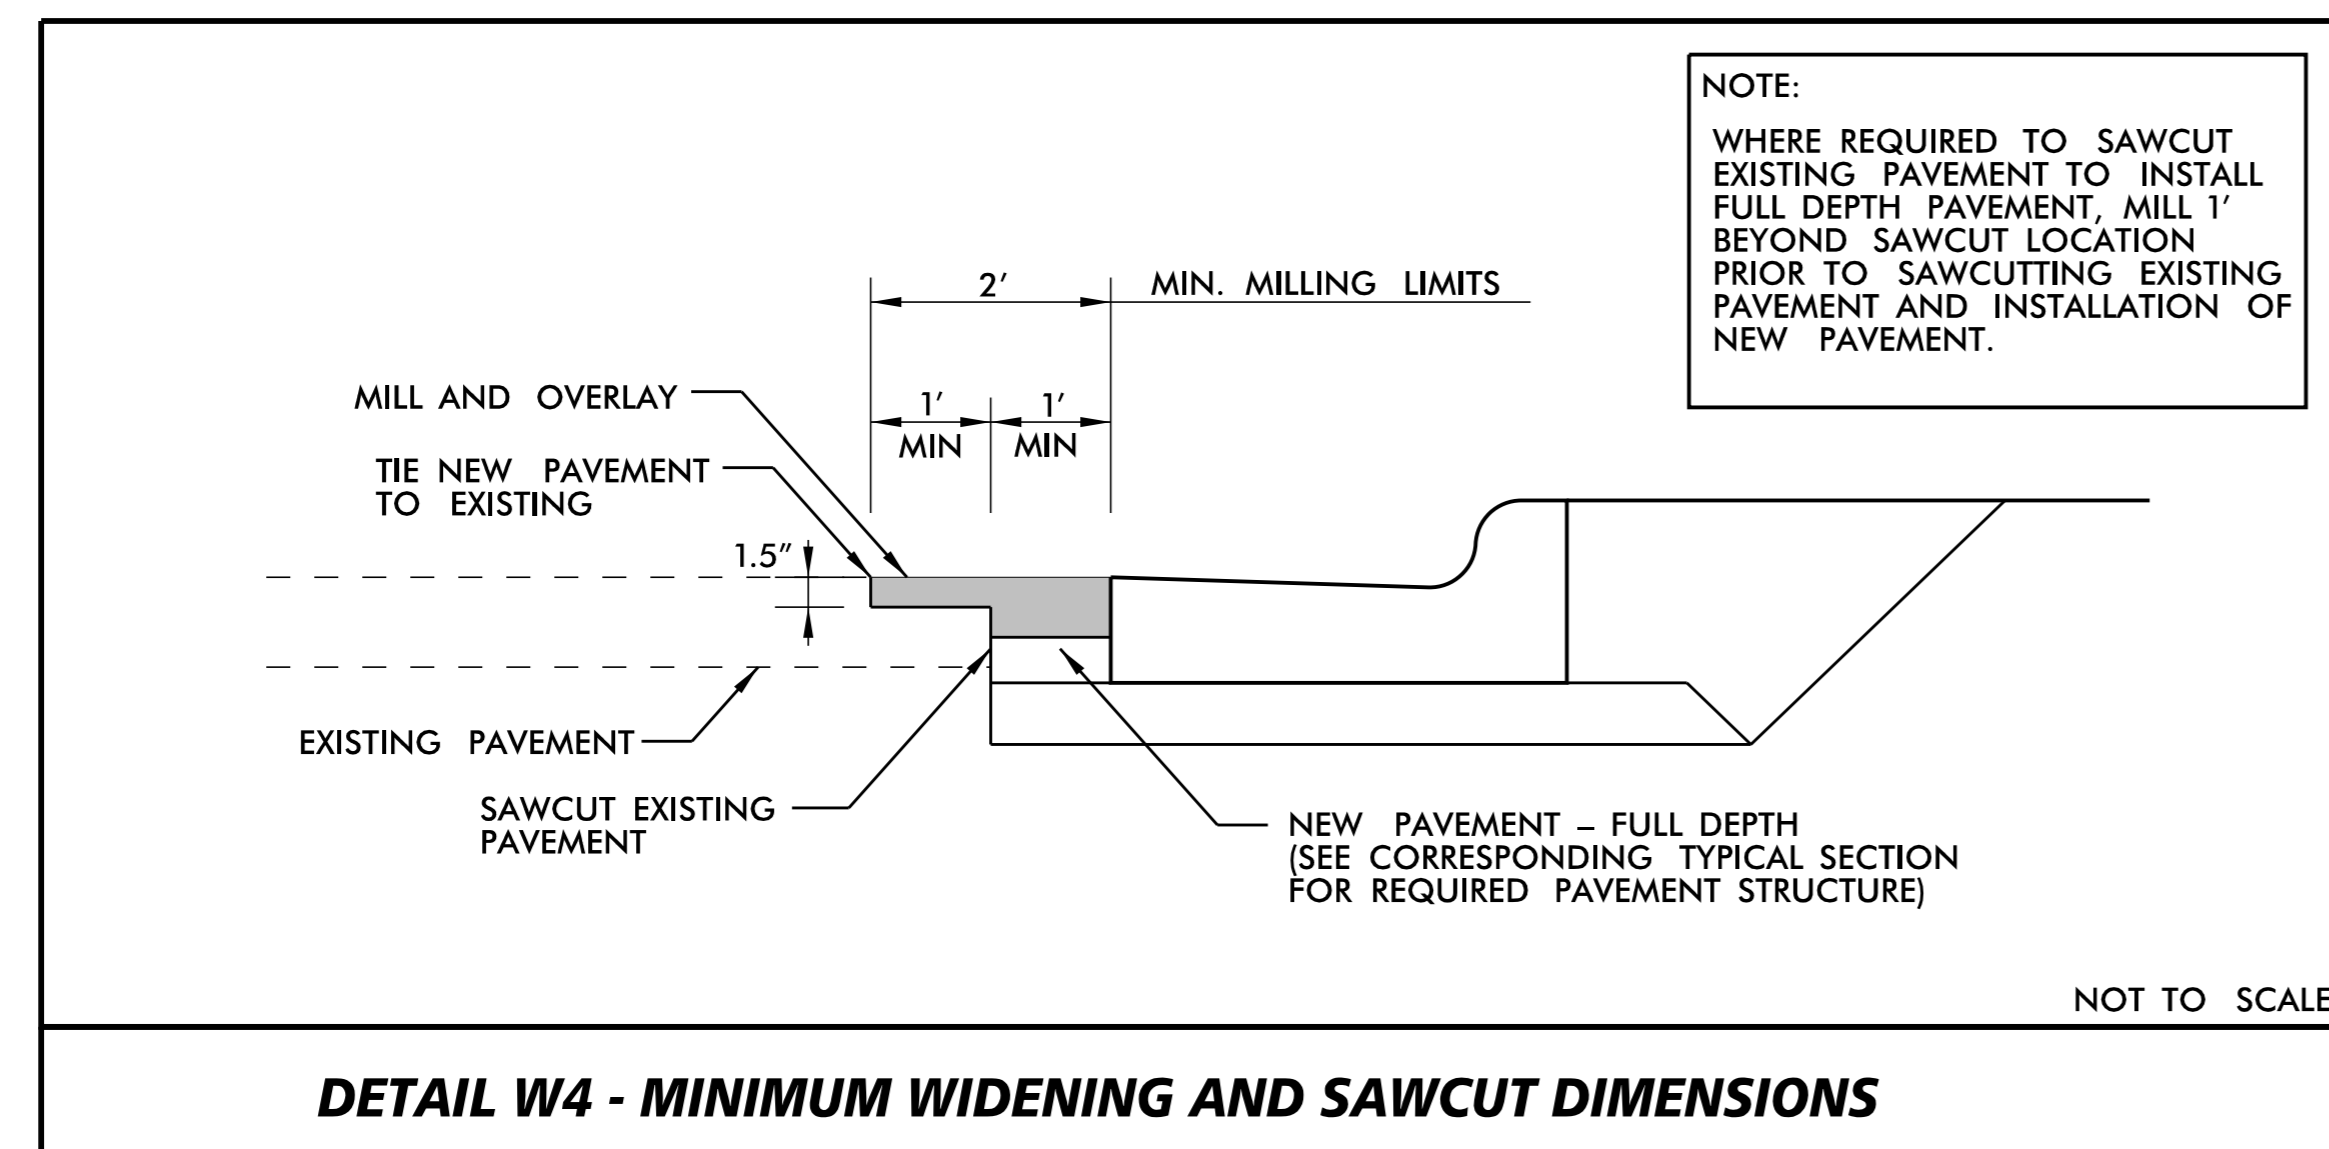 NOTE:
WHERE REQUIRED TO SAWCUT
EXISTING PAVEMENT TO INSTALL
FULL DEPTH PAVEMENT, MILL 1'
BEYOND SAWCUT LOCATION
PRIOR TO SAWCUTTING EXISTING
PAVEMENT AND INSTALLATION OF
NEW PAVEMENT.
2'
MIN. MILLING LIMITS
MILL AND OVERLAY
1'
MIN
1'
MIN
TIE NEW PAVEMENT
TO EXISTING
1.5"
EXISTING PAVEMENT
SAWCUT EXISTING
PAVEMENT
NEW PAVEMENT – FULL DEPTH
(SEE CORRESPONDING TYPICAL SECTION
FOR REQUIRED PAVEMENT STRUCTURE)
NOT TO SCALE
DETAIL W4 - MINIMUM WIDENING AND SAWCUT DIMENSIONS